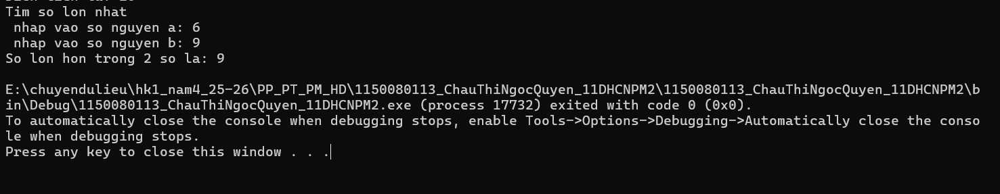 Tim so lon nhat
 nhap vao so nguyen a: 6
 nhap vao so nguyen b: 9
So lon hon trong 2 so la: 9
E:\chuyendulieu\hk1_nam4_25-26\PP_PT_PM_HD\1150080113_ChauThiNgocQuyen_11DHCNPM2\1150080113_ChauThiNgocQuyen_11DHCNPM2\b
in\Debug\1150080113_ChauThiNgocQuyen_11DHCNPM2.exe (process 17732) exited with code 0 (0x0).
To automatically close the console when debugging stops, enable Tools->Options->Debugging->Automatically close the conso
le when debugging stops.
Press any key to close this window . . .